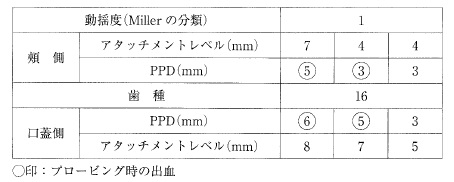 動揺度(Millerの分類) 1
頰側 アタッチメントレベル(mm) 7 4 4
PPD(mm) ⑤ ③ 3
歯種 16
口蓋側 PPD(mm) ⑥ ⑤ 3
アタッチメントレベル(mm) 8 7 5
○印:プロービング時の出血